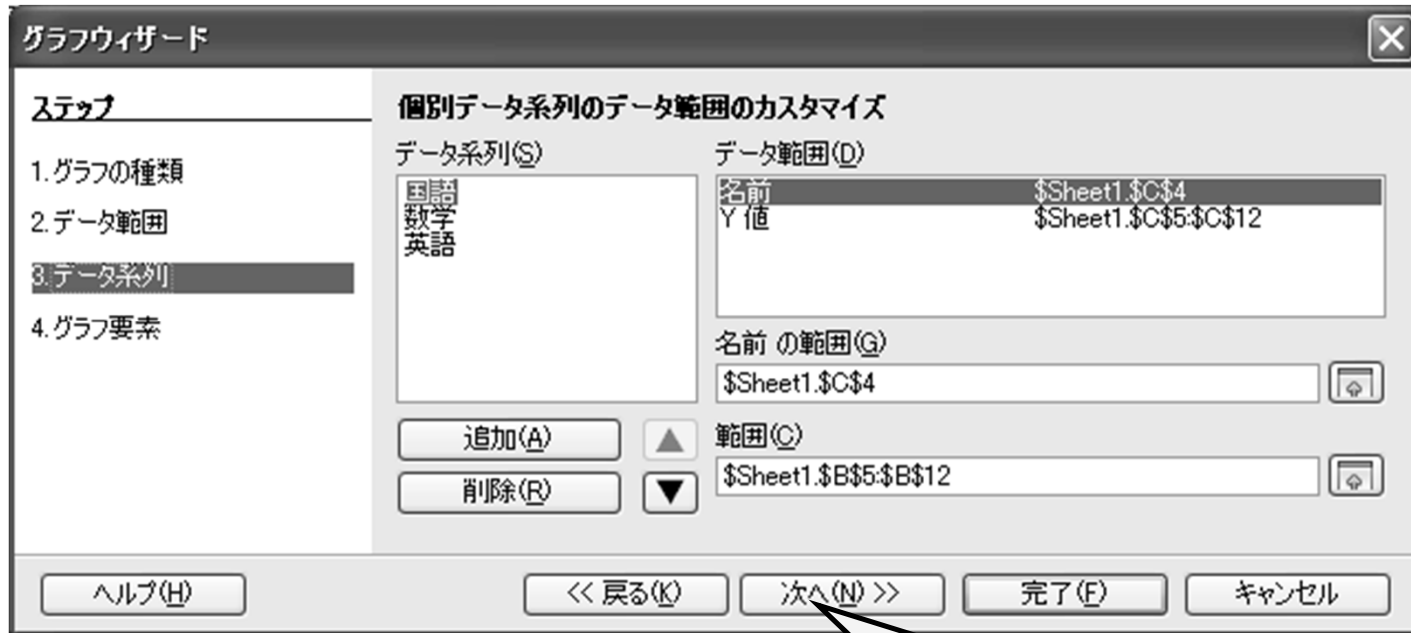 グラフウィザード
ステップ
1.グラフの種類
2.データ範囲
3.データ系列
4.グラフ要素
個別データ系列のデータ範囲のカスタマイズ
データ系列(S)
国語
数学
英語
追加(A)
削除(R)
データ範囲(D)
名前 $Sheet1.$C$4
Y 値 $Sheet1.$C$5:$C$12
名前 の範囲(G)
$Sheet1.$C$4
範囲(C)
$Sheet1.$B$5:$B$12
ヘルプ(H)
<< 戻る(K)
次へ(N) >>
完了(F)
キャンセル